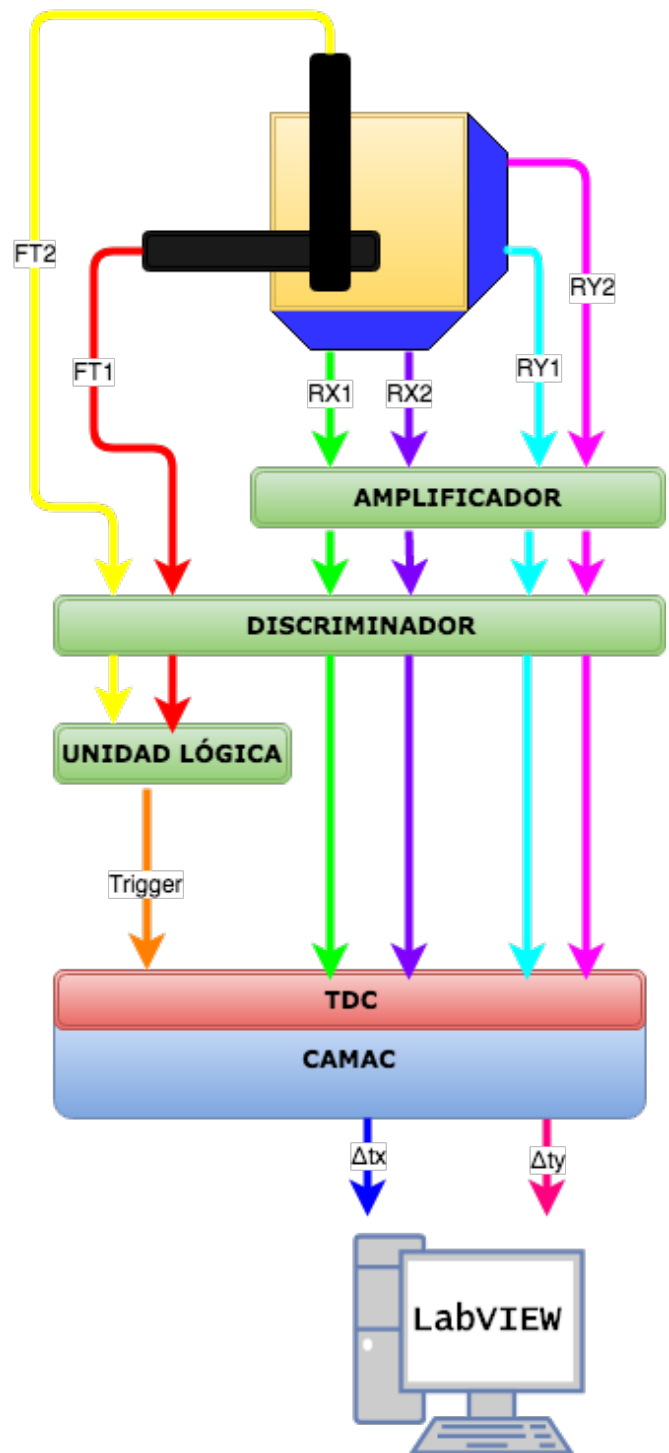 FT2
FT1
RX1
RX2
RY1
RY2
AMPLIFICADOR
DISCRIMINADOR
UNIDAD LÓGICA
Trigger
TDC
CAMAC
Δtx
Δty
LabVIEW